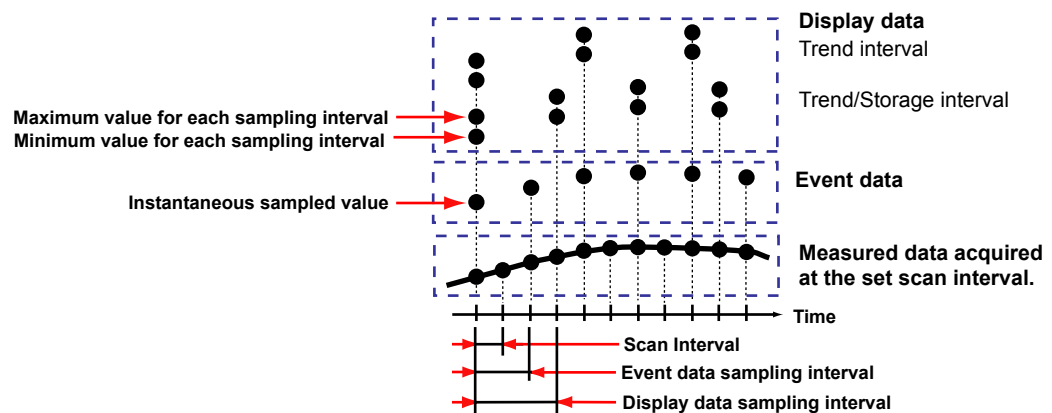 Display data
Trend interval
Trend/Storage interval
Maximum value for each sampling interval
Minimum value for each sampling interval
Event data
Instantaneous sampled value
Measured data acquired
at the set scan interval.
Time
Scan Interval
Event data sampling interval
Display data sampling interval